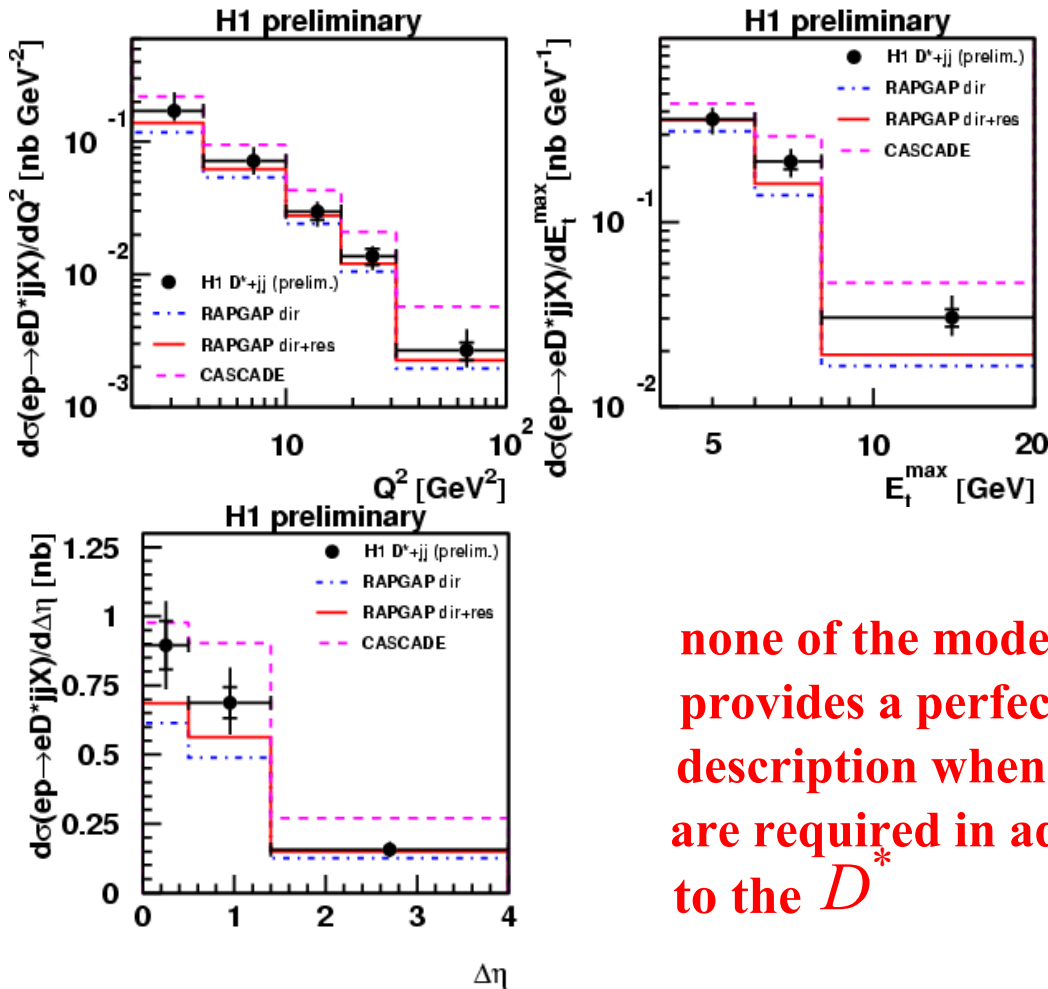 H1 preliminary
dσ(ep→eD*jjX)/dQ² [nb GeV⁻²]
10⁻¹
10⁻²
10⁻³
H1 D*+jj (prelim.)
RAPGAP dir
RAPGAP dir+res
CASCADE
10
10²
Q² [GeV²]
H1 preliminary
dσ(ep→eD*jjX)/dE_t^max [nb GeV⁻¹]
10⁻¹
10⁻²
H1 D*+jj (prelim.)
RAPGAP dir
RAPGAP dir+res
CASCADE
5
10
20
E_t^max [GeV]
H1 preliminary
dσ(ep→eD*jjX)/dΔη [nb]
1.25
1
0.75
0.5
0.25
0
H1 D*+jj (prelim.)
RAPGAP dir
RAPGAP dir+res
CASCADE
0
1
2
3
4
Δη
none of the mode
provides a perfec
description when
are required in ad
to the D*